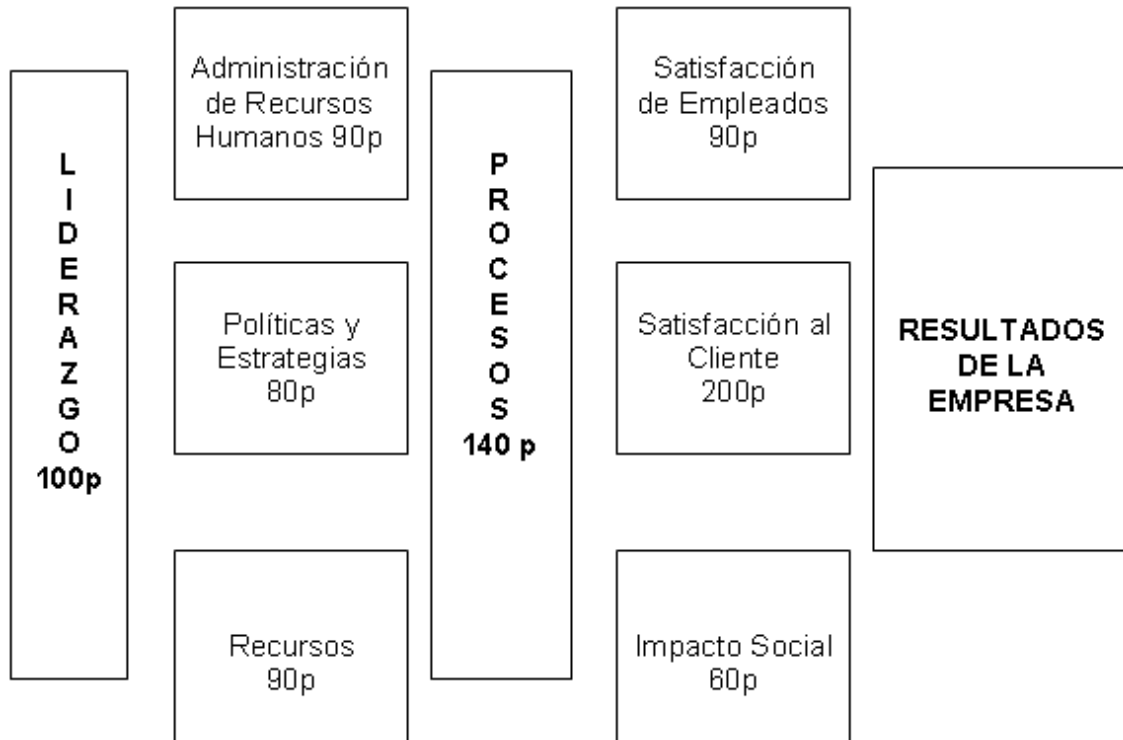 L
I
D
E
R
A
Z
G
O
100p
Administración
de Recursos
Humanos 90p
Políticas y
Estrategias
80p
Recursos
90p
P
R
O
C
E
S
O
S
140 p
Satisfacción
de Empleados
90p
Satisfacción al
Cliente
200p
Impacto Social
60p
RESULTADOS
DE LA
EMPRESA